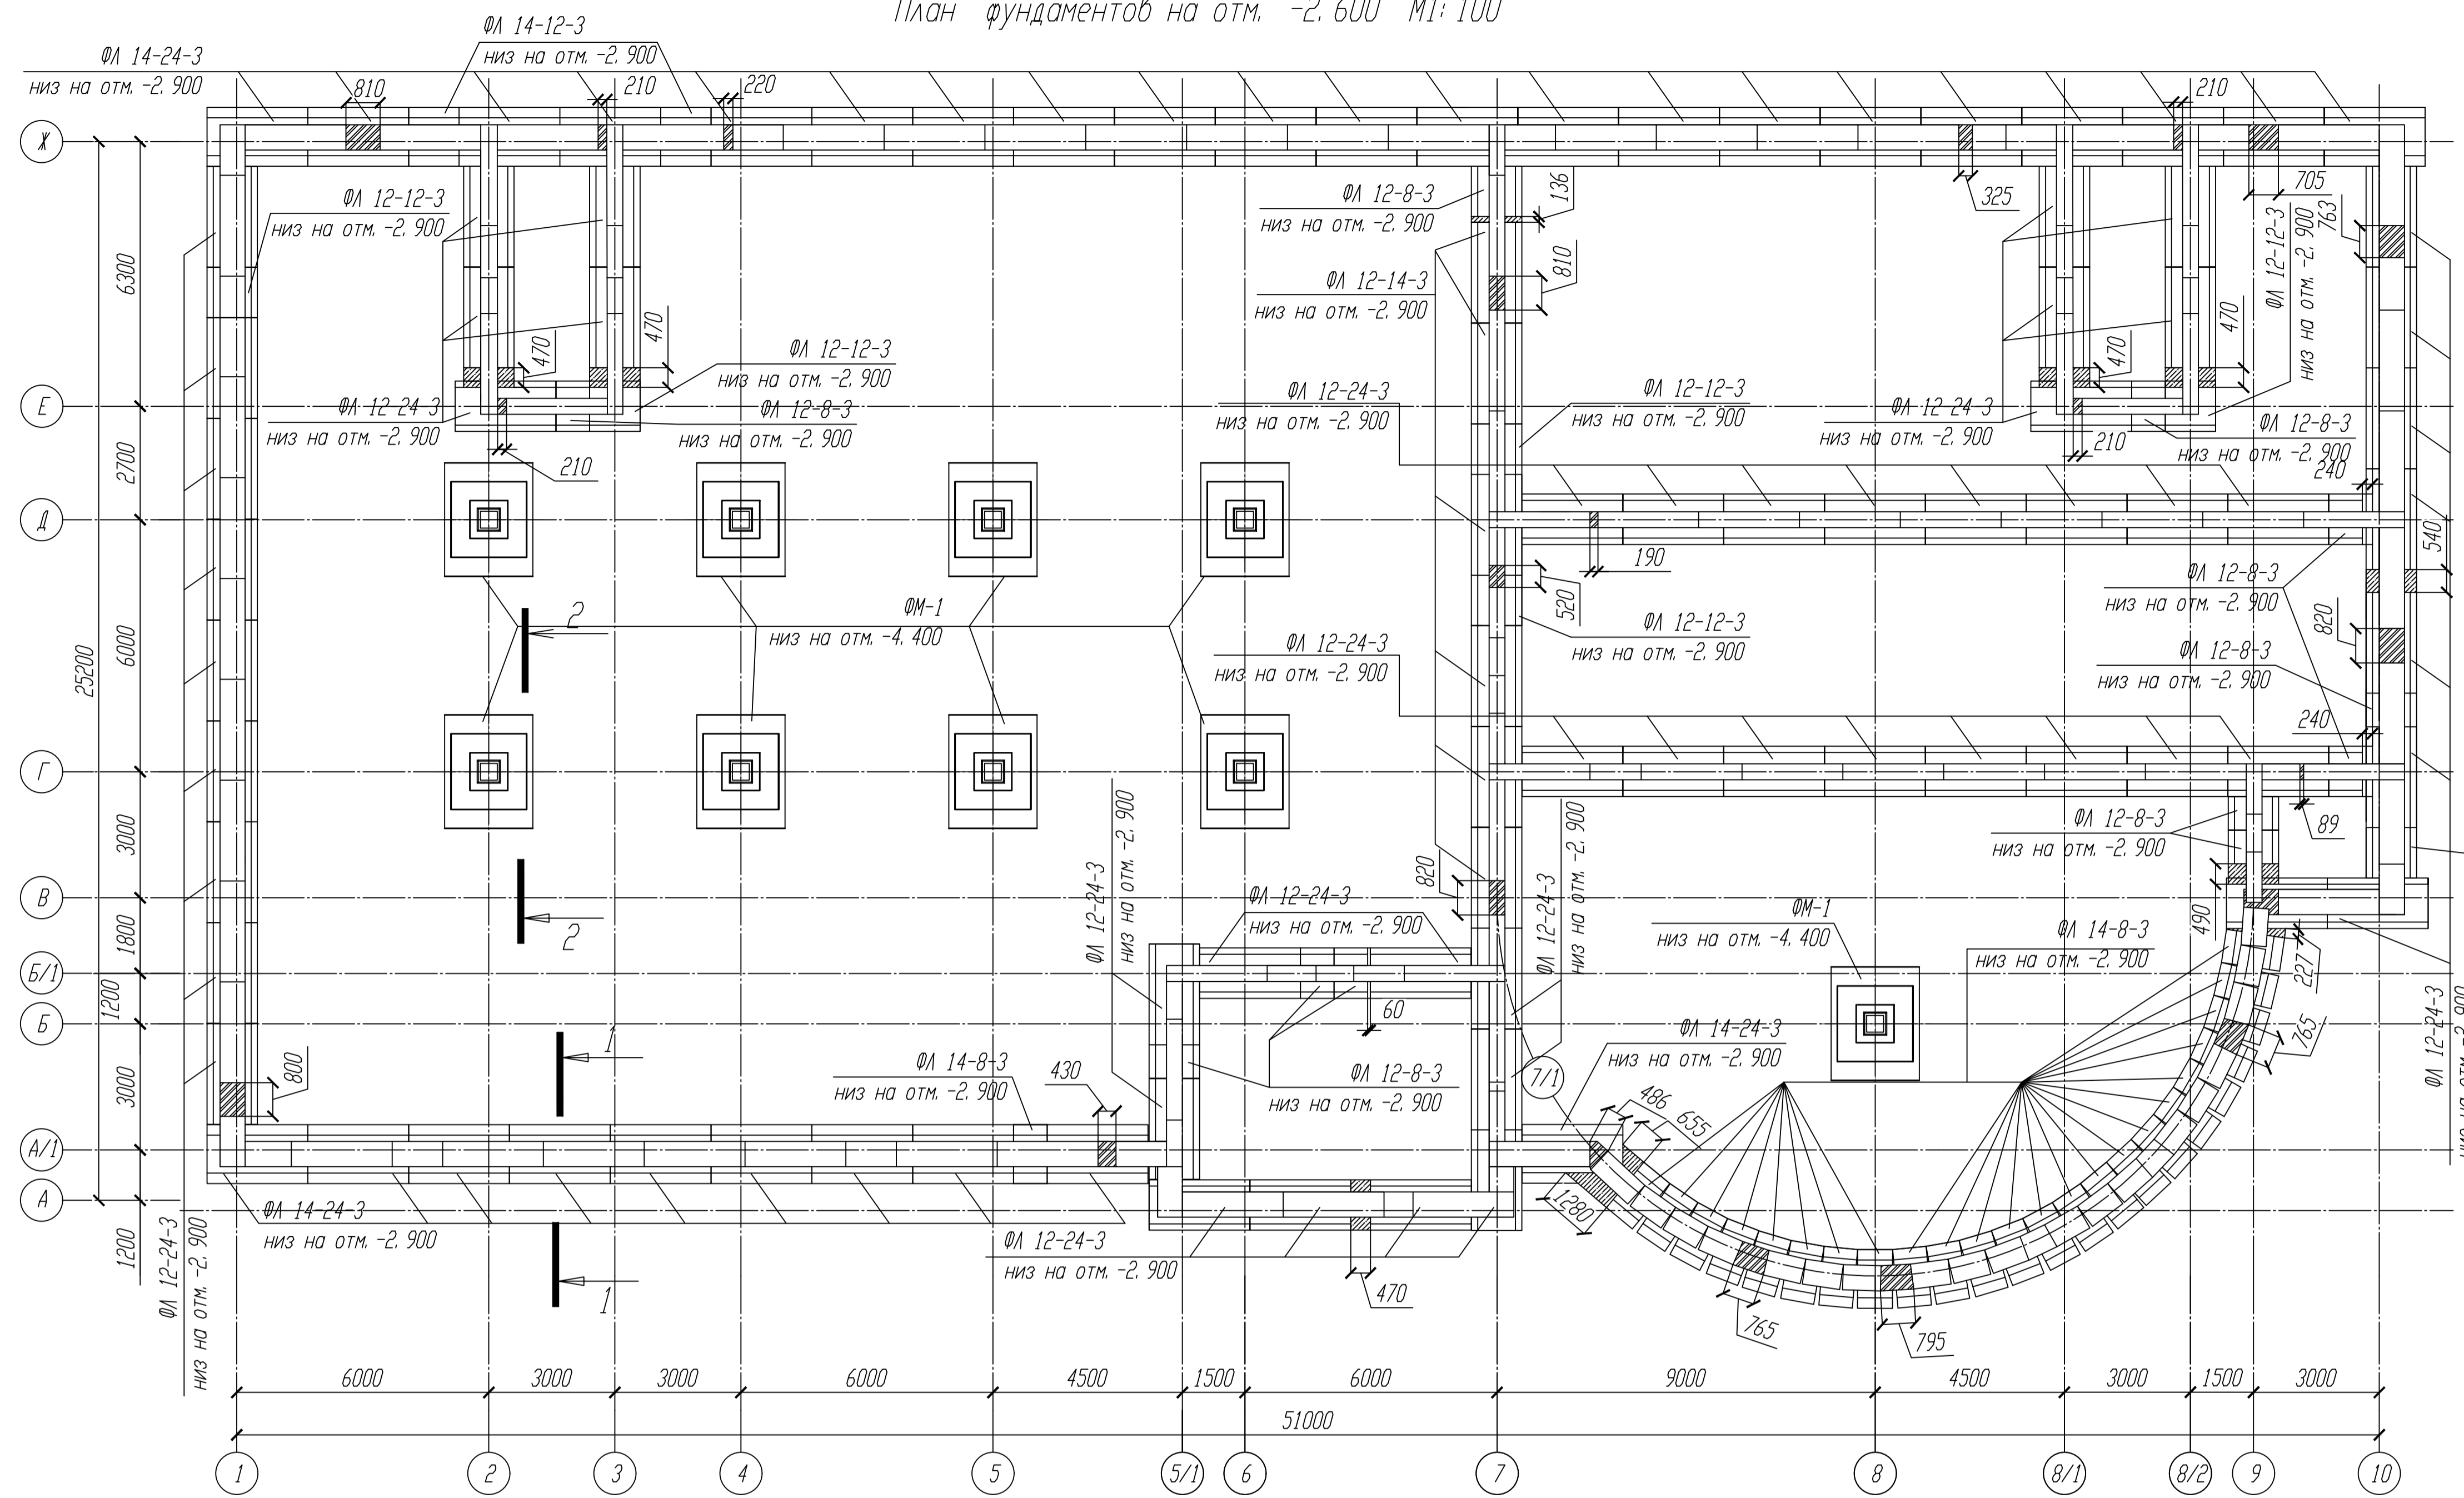 План фундаментов на отм. -2. 600 М1: 100
ФЛ 14-24-3
низ на отм. -2. 900
ФЛ 14-12-3
низ на отм. -2. 900
810
210
220
210
Ж
ФЛ 12-12-3
низ на отм. -2. 900
ФЛ 12-8-3
низ на отм. -2. 900
136
325
705
763
ФЛ 12-12-3
низ на отм. -2. 900
6300
ФЛ 12-14-3
низ на отм. -2. 900
810
470
470
ФЛ 12-12-3
низ на отм. -2. 900
470
470
Е
ФЛ 12-24-3
низ на отм. -2. 900
ФЛ 12-8-3
низ на отм. -2. 900
210
ФЛ 12-24-3
низ на отм. -2. 900
ФЛ 12-12-3
низ на отм. -2. 900
ФЛ 12-24-3
низ на отм. -2. 900
ФЛ 12-8-3
низ на отм. -2. 900
210
240
2700
Д
190
540
ФМ-1
низ на отм. -4. 400
2
520
ФЛ 12-8-3
низ на отм. -2. 900
6000
25200
ФЛ 12-24-3
низ на отм. -2. 900
ФЛ 12-12-3
низ на отм. -2. 900
820
ФЛ 12-8-3
низ на отм. -2. 900
240
Г
3000
ФЛ 12-24-3
низ на отм. -2. 900
ФЛ 12-24-3
низ на отм. -2. 900
ФЛ 12-8-3
низ на отм. -2. 900
89
820
В
2
ФЛ 12-24-3
низ на отм. -2. 900
ФМ-1
низ на отм. -4. 400
ФЛ 14-8-3
низ на отм. -2. 900
490
227
1800
Б/1
1200
Б
60
1
ФЛ 14-24-3
низ на отм. -2. 900
765
ФЛ 12-24-3
низ на отм. -2. 900
3000
800
ФЛ 14-8-3
низ на отм. -2. 900
430
ФЛ 12-8-3
низ на отм. -2. 900
7/1
486
655
А/1
А
1280
1200
ФЛ 12-24-3
низ на отм. -2. 900
ФЛ 14-24-3
низ на отм. -2. 900
ФЛ 12-24-3
низ на отм. -2. 900
1
470
765
795
6000
3000
3000
6000
4500
1500
6000
9000
4500
3000
1500
3000
51000
1
2
3
4
5
5/1
6
7
8
8/1
8/2
9
10